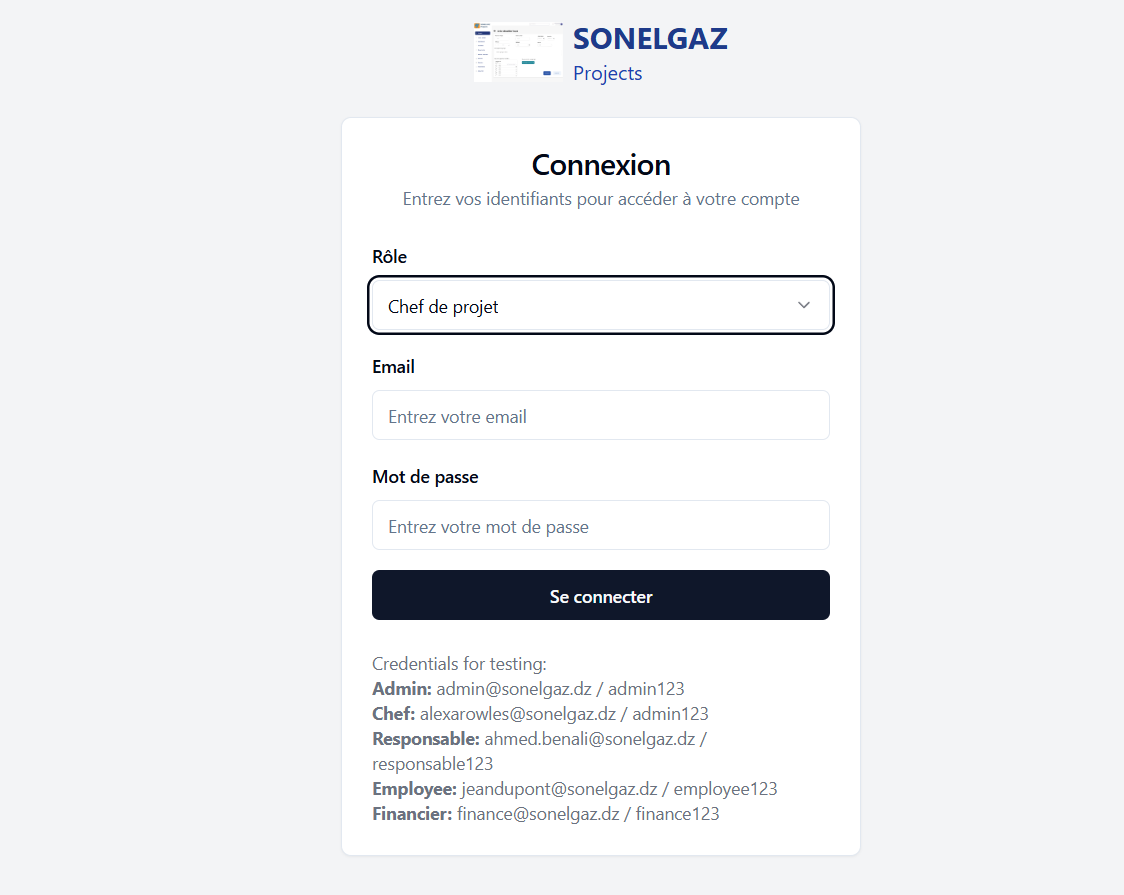 SONELGAZ
Projects
Connexion
Entrez vos identifiants pour accéder à votre compte
Rôle
Chef de projet
Email
Entrez votre email
Mot de passe
Entrez votre mot de passe
Se connecter
Credentials for testing:
Admin: admin@sonelgaz.dz / admin123
Chef: alexarowles@sonelgaz.dz / admin123
Responsable: ahmed.benali@sonelgaz.dz /
responsable123
Employee: jeandupont@sonelgaz.dz / employee123
Financier: finance@sonelgaz.dz / finance123